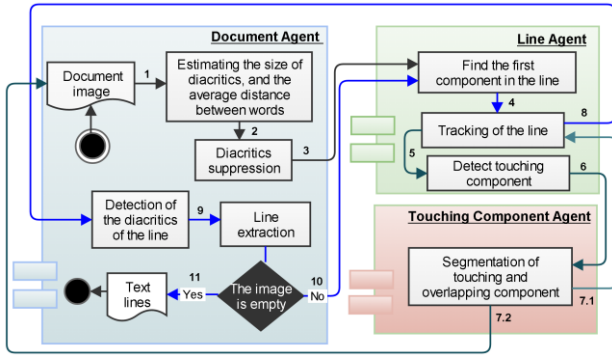 Document Agent
Document
image
1
Estimating the size of
diacritics, and the
average distance
between words
2
Diacritics
suppression
3
Detection of
the diacritics
of the line
9
Line
extraction
The image
is empty
11
Yes
10
No
Text
lines
Line Agent
Find the first
component in the line
4
8
Tracking of the line
5
Detect touching
component
6
Touching Component Agent
Segmentation of
touching and
overlapping component
7.1
7.2